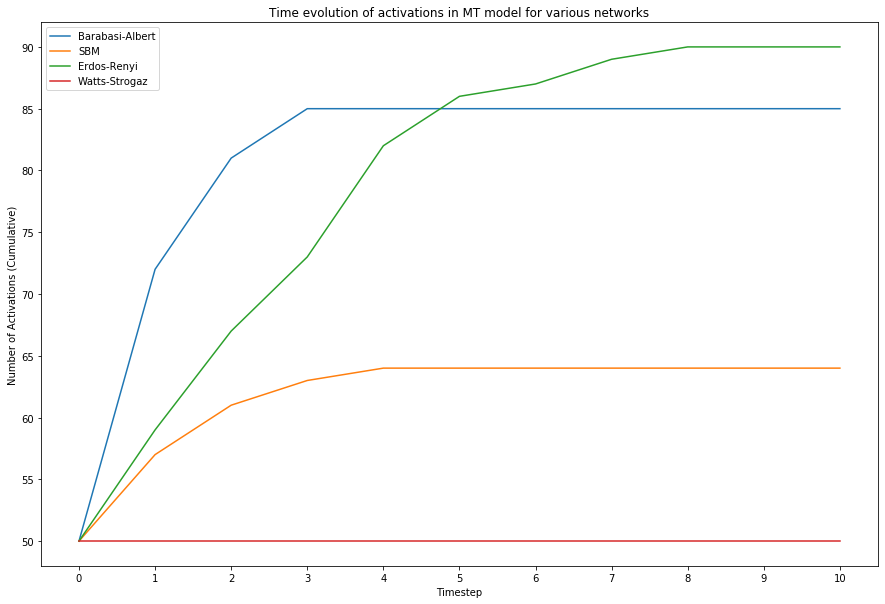 Time evolution of activations in MT model for various networks
Barabasi-Albert
SBM
Erdos-Renyi
Watts-Strogaz
Number of Activations (Cumulative)
90
85
80
75
70
65
60
55
50
0 1 2 3 4 5 6 7 8 9 10
Timestep